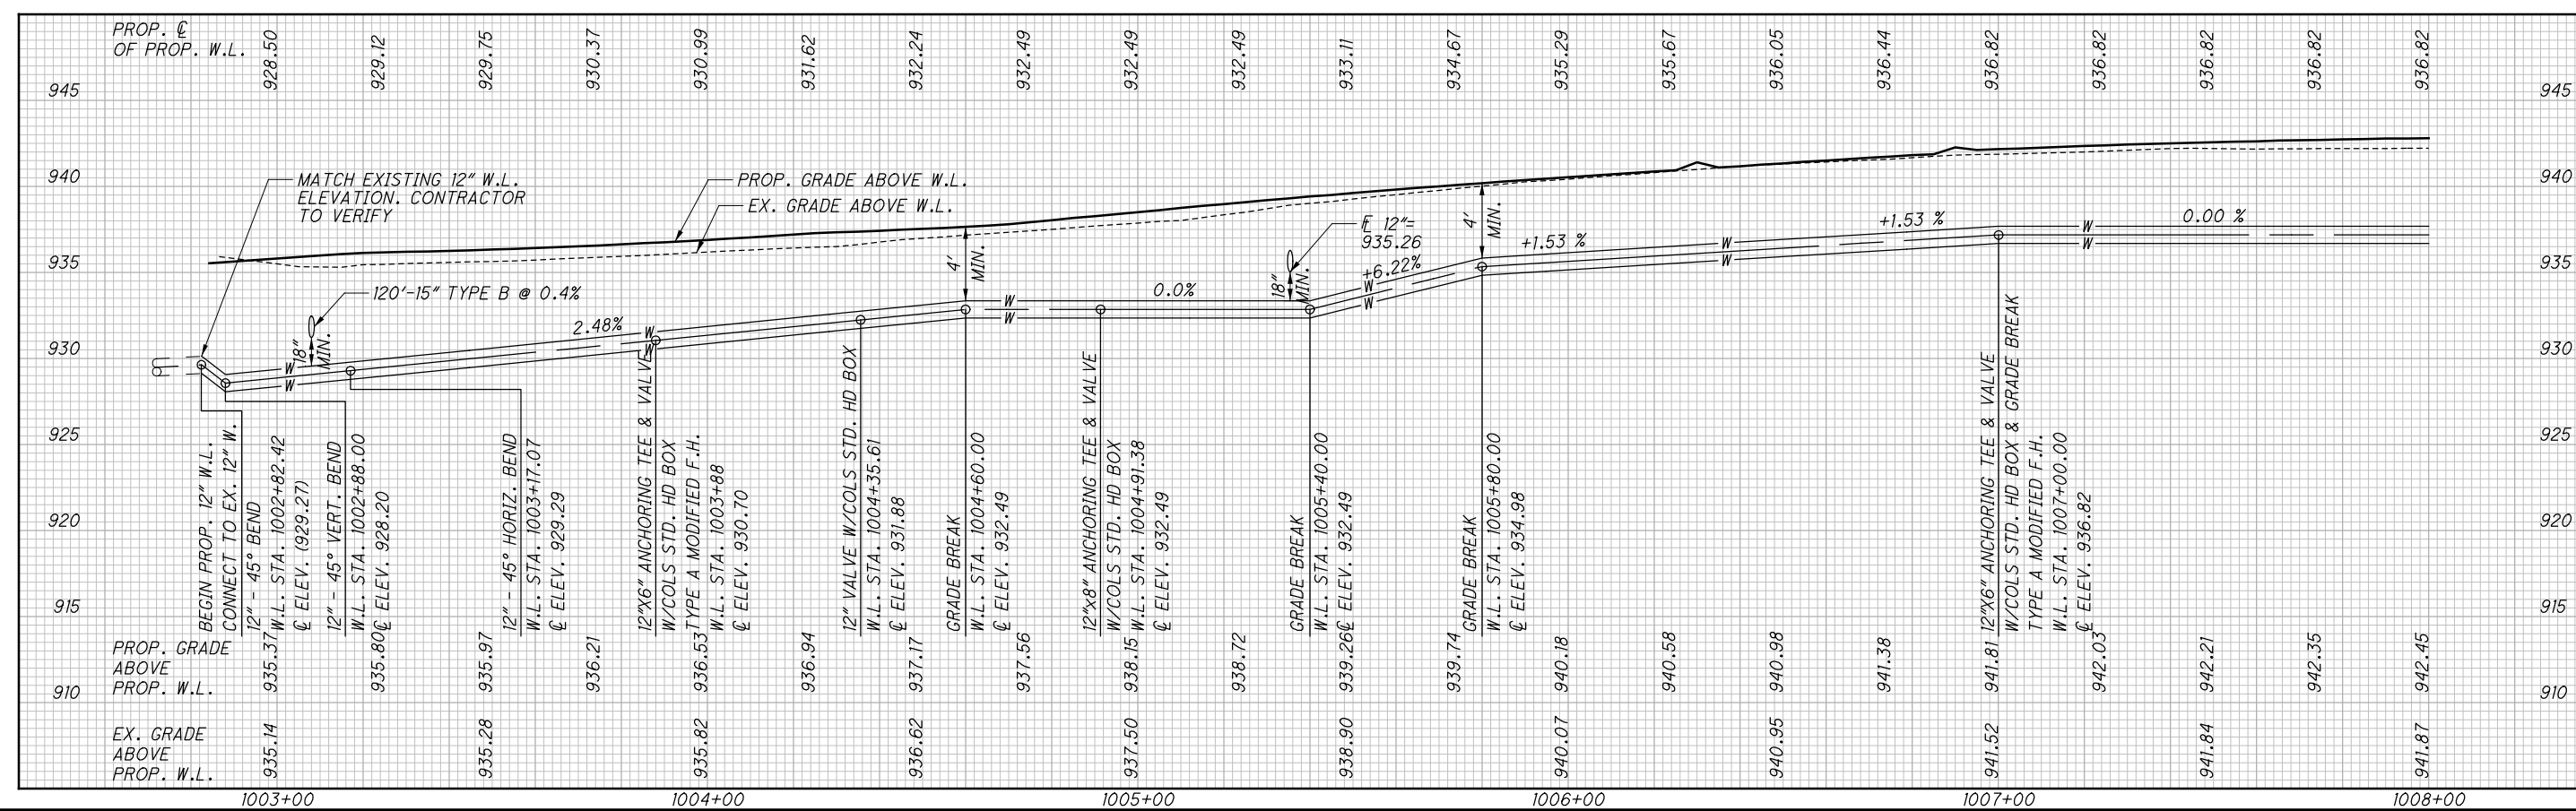 PROP. ℄
OF PROP. W.L.
928.50
929.12
929.75
930.37
930.99
931.62
932.24
932.49
932.49
932.49
933.11
934.67
935.29
935.67
936.05
936.44
936.82
936.82
936.82
936.82
936.82
945
945
940
940
935
935
930
930
925
925
920
920
915
915
910
910
MATCH EXISTING 12" W.L.
ELEVATION. CONTRACTOR
TO VERIFY
PROP. GRADE ABOVE W.L.
EX. GRADE ABOVE W.L.
120'-15" TYPE B @ 0.4%
18"
MIN.
W
W
2.48%
W
W
4'
MIN.
W
W
0.0%
18"
MIN.
12"=
935.26
+6.22%
W
W
4'
MIN.
+1.53 %
W
W
+1.53 %
W
W
0.00 %
BEGIN PROP. 12" W.L.
CONNECT TO EX. 12" W.
12" - 45° BEND
W.L. STA. 1002+82.42
℄ ELEV. (929.27)
12" - 45° VERT. BEND
W.L. STA. 1002+88.00
℄ ELEV. 928.20
12" - 45° HORIZ. BEND
W.L. STA. 1003+17.07
℄ ELEV. 929.29
12"X6" ANCHORING TEE & VALVE
W/COLS STD. HD BOX
TYPE A MODIFIED F.H.
W.L. STA. 1003+88
℄ ELEV. 930.70
12" VALVE W/COLS STD. HD BOX
W.L. STA. 1004+35.61
℄ ELEV. 931.88
GRADE BREAK
W.L. STA. 1004+60.00
℄ ELEV. 932.49
12"x8" ANCHORING TEE & VALVE
W/COLS STD. HD BOX
W.L. STA. 1004+91.38
℄ ELEV. 932.49
GRADE BREAK
W.L. STA. 1005+40.00
℄ ELEV. 932.49
GRADE BREAK
W.L. STA. 1005+80.00
℄ ELEV. 934.98
12"X6" ANCHORING TEE & VALVE
W/COLS STD. HD BOX & GRADE BREAK
TYPE A MODIFIED F.H.
W.L. STA. 1007+00.00
℄ ELEV. 936.82
PROP. GRADE
ABOVE
PROP. W.L.
935.37
935.80
935.97
936.21
936.53
936.94
937.17
937.56
938.15
938.72
939.26
939.74
940.18
940.58
940.98
941.38
941.81
942.03
942.21
942.35
942.45
EX. GRADE
ABOVE
PROP. W.L.
935.14
935.28
935.82
936.62
937.50
938.90
940.07
940.95
941.52
941.84
941.87
1003+00
1004+00
1005+00
1006+00
1007+00
1008+00